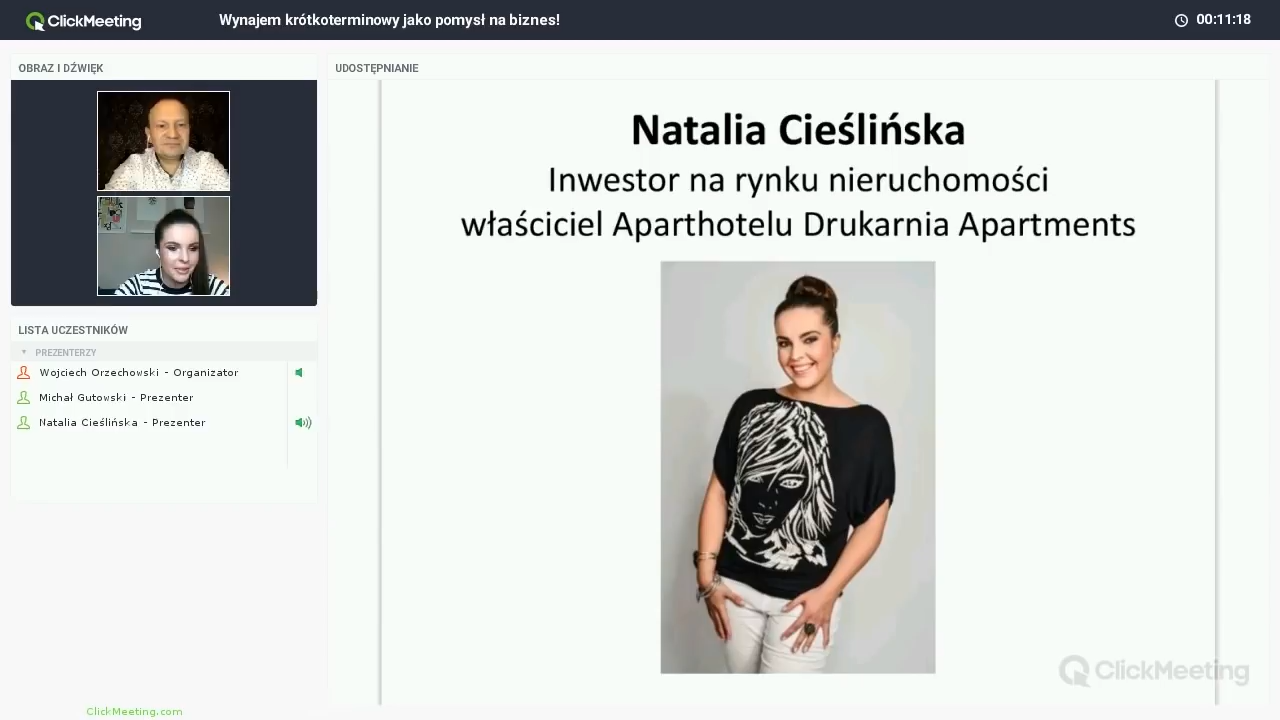 ClickMeeting
Wynajem krótkoterminowy jako pomysł na biznes!
00:11:18
OBRAZ I DŹWIĘK
UDOSTĘPNIANIE
LISTA UCZESTNIKÓW
PREZENTERZY
Wojciech Orzechowski - Organizator
Michał Gutowski - Prezenter
Natalia Cieślińska - Prezenter
Natalia Cieślińska
Inwestor na rynku nieruchomości
właściciel Aparthotelu Drukarnia Apartments
ClickMeeting
ClickMeeting.com